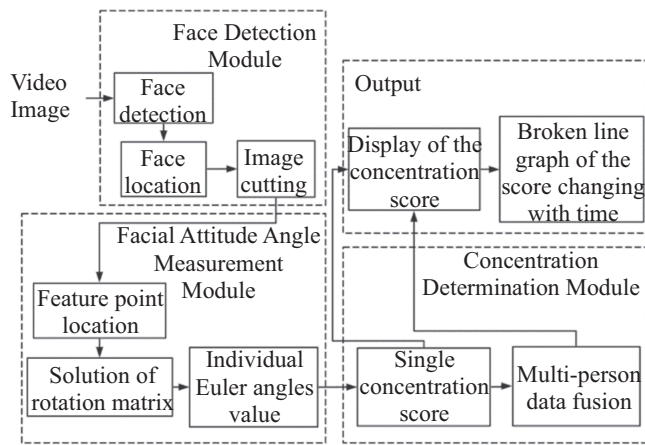 Video
Image
Face Detection
Module
Face
detection
Face
location
Image
cutting
Facial Attitude Angle
Measurement
Module
Feature point
location
Solution of
rotation matrix
Individual
Euler angles
value
Output
Display of the
concentration
score
Broken line
graph of the
score changing
with time
Concentration
Determination Module
Single
concentration
score
Multi-person
data fusion